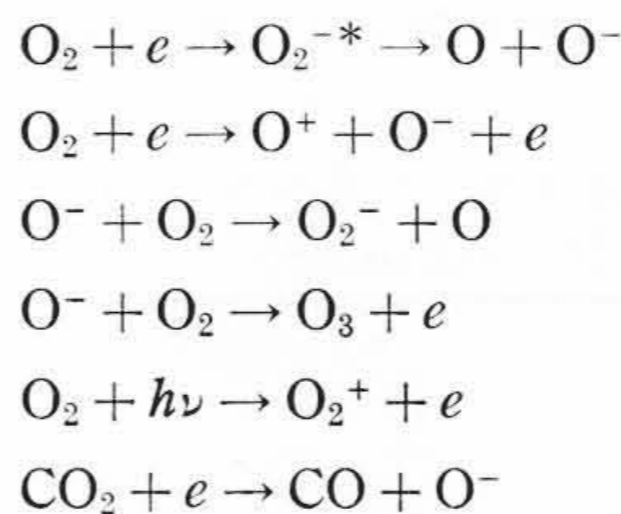 O₂ + e → O₂⁻* → O + O⁻
O₂ + e → O⁺ + O⁻ + e
O⁻ + O₂ → O₂⁻ + O
O⁻ + O₂ → O₃ + e
O₂ + hν → O₂⁺ + e
CO₂ + e → CO + O⁻